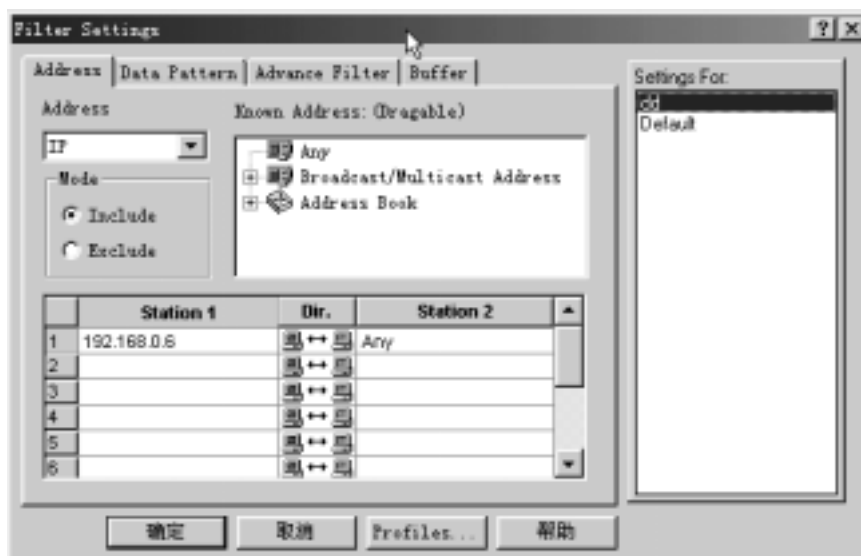 Filter Settings
Address Data Pattern Advance Filter Buffer
Address
IP
Mode
Include
Exclude
Known Address: (Dragable)
Any
Broadcast/Multicast Address
Address Book
Station 1 Dir. Station 2
1 192.168.0.6 Any
2
3
4
5
6
确定 取消 Profiles... 帮助
Settings For:
dd
Default